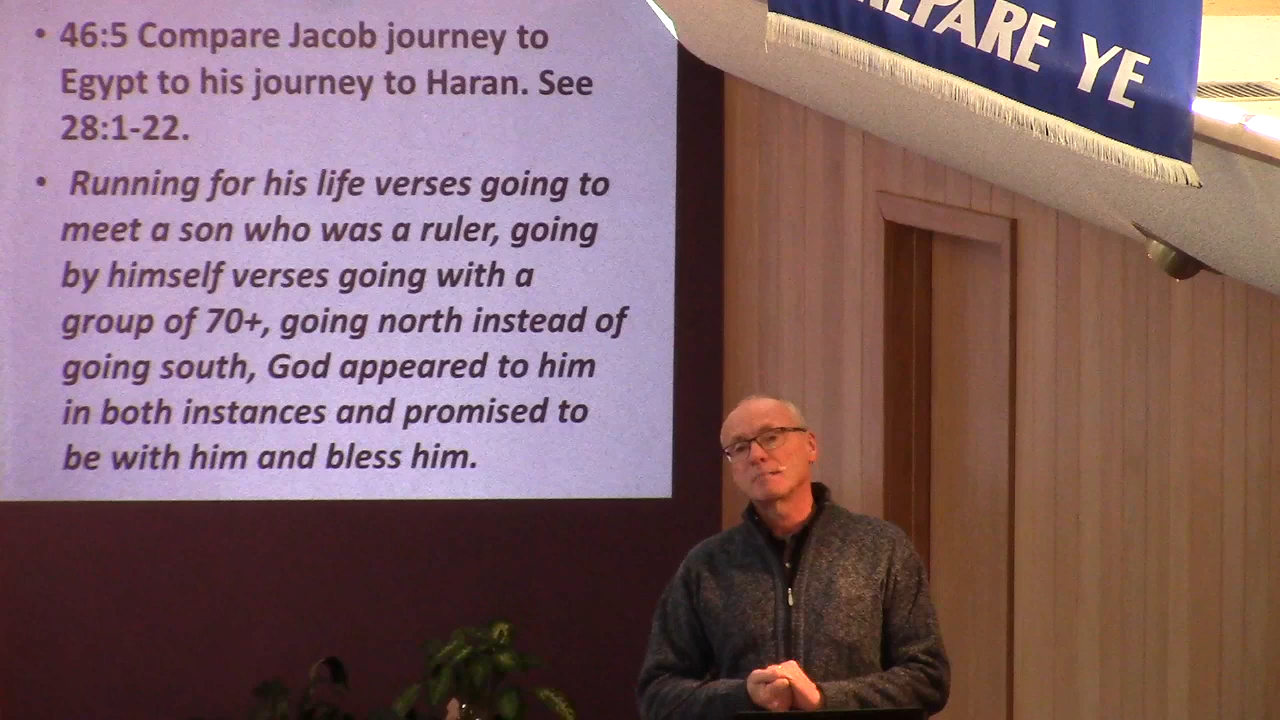 • 46:5 Compare Jacob journey to
Egypt to his journey to Haran. See
28:1-22.
• Running for his life verses going to
meet a son who was a ruler, going
by himself verses going with a
group of 70+, going north instead of
going south, God appeared to him
in both instances and promised to
be with him and bless him.
YE